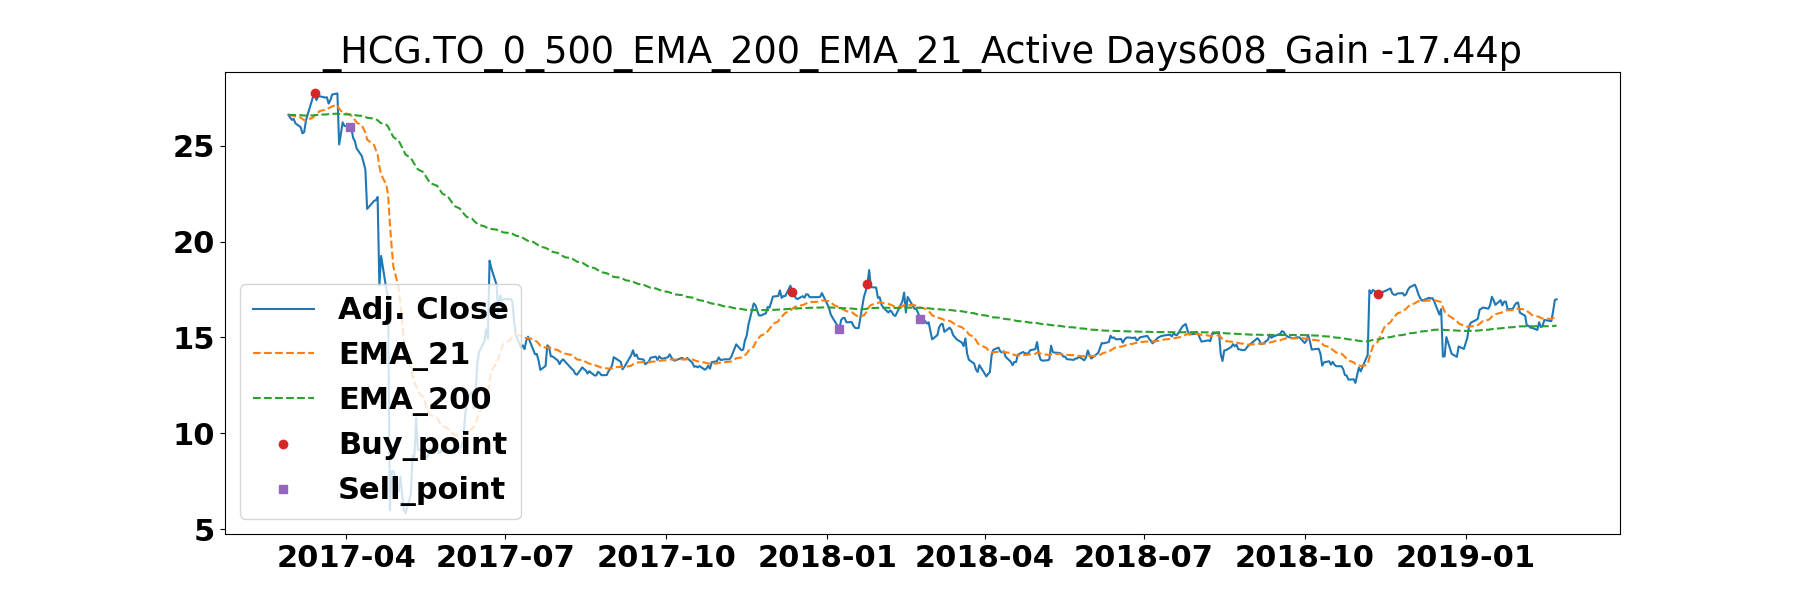 _HCG.TO_0_500_EMA_200_EMA_21_Active Days608_Gain -17.44p
25
20
15
10
5
Adj. Close
EMA_21
EMA_200
Buy_point
Sell_point
2017-04 2017-07 2017-10 2018-01 2018-04 2018-07 2018-10 2019-01